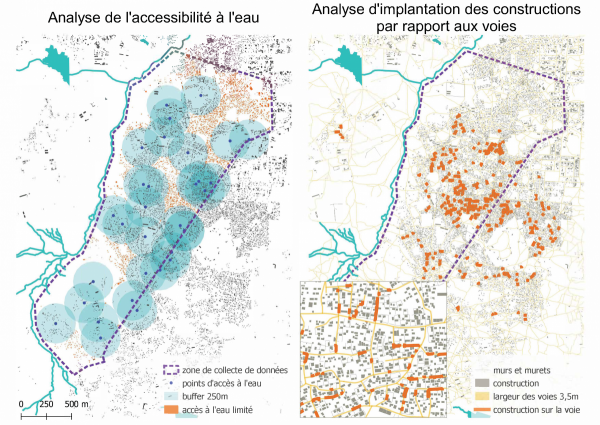 Analyse de l'accessibilité à l'eau
Analyse d'implantation des constructions
par rapport aux voies
zone de collecte de données
points d'accès à l'eau
buffer 250m
accès à l'eau limité
0 250 500 m
murs et murets
construction
largeur des voies 3,5m
construction sur la voie